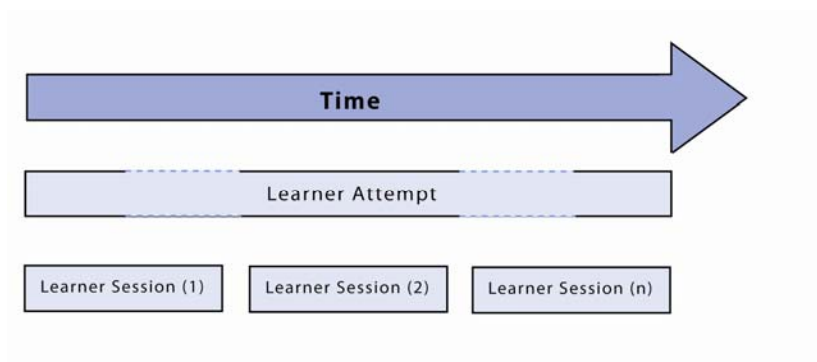 Time
Learner Attempt
Learner Session (1)
Learner Session (2)
Learner Session (n)